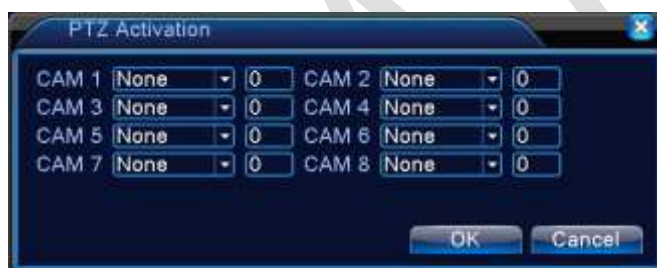 PTZ Activation
CAM 1 None 0 CAM 2 None 0
CAM 3 None 0 CAM 4 None 0
CAM 5 None 0 CAM 6 None 0
CAM 7 None 0 CAM 8 None 0
OK Cancel